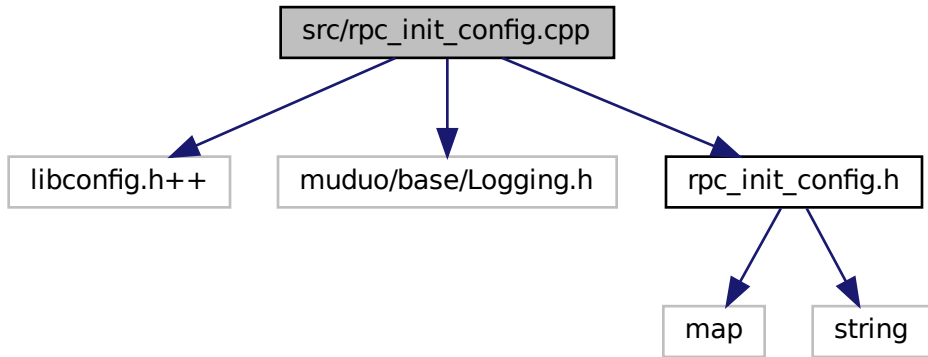 src/rpc_init_config.cpp
libconfig.h++
muduo/base/Logging.h
rpc_init_config.h
map
string